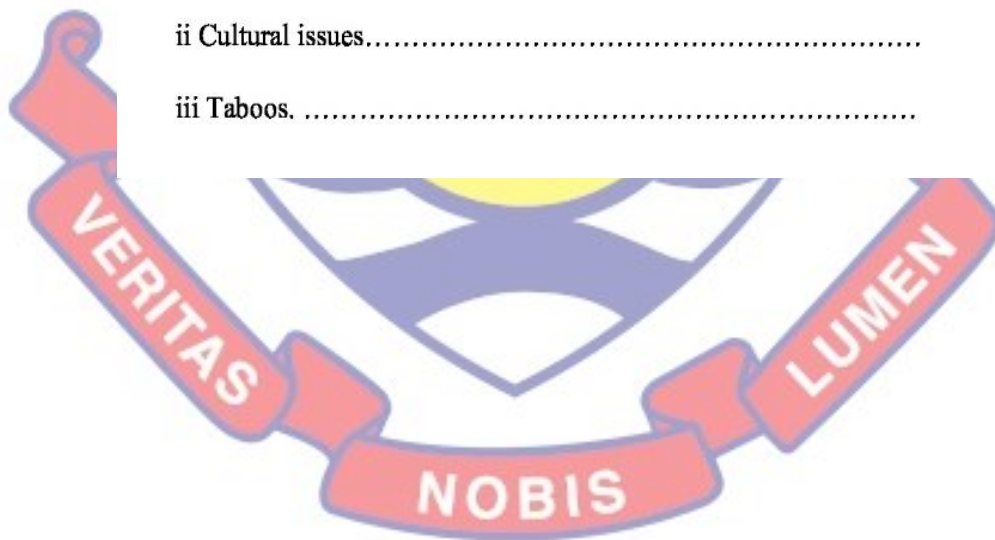 ii Cultural issues............................................................
iii Taboos. ..................................................................
VERITAS
NOBIS
LUMEN